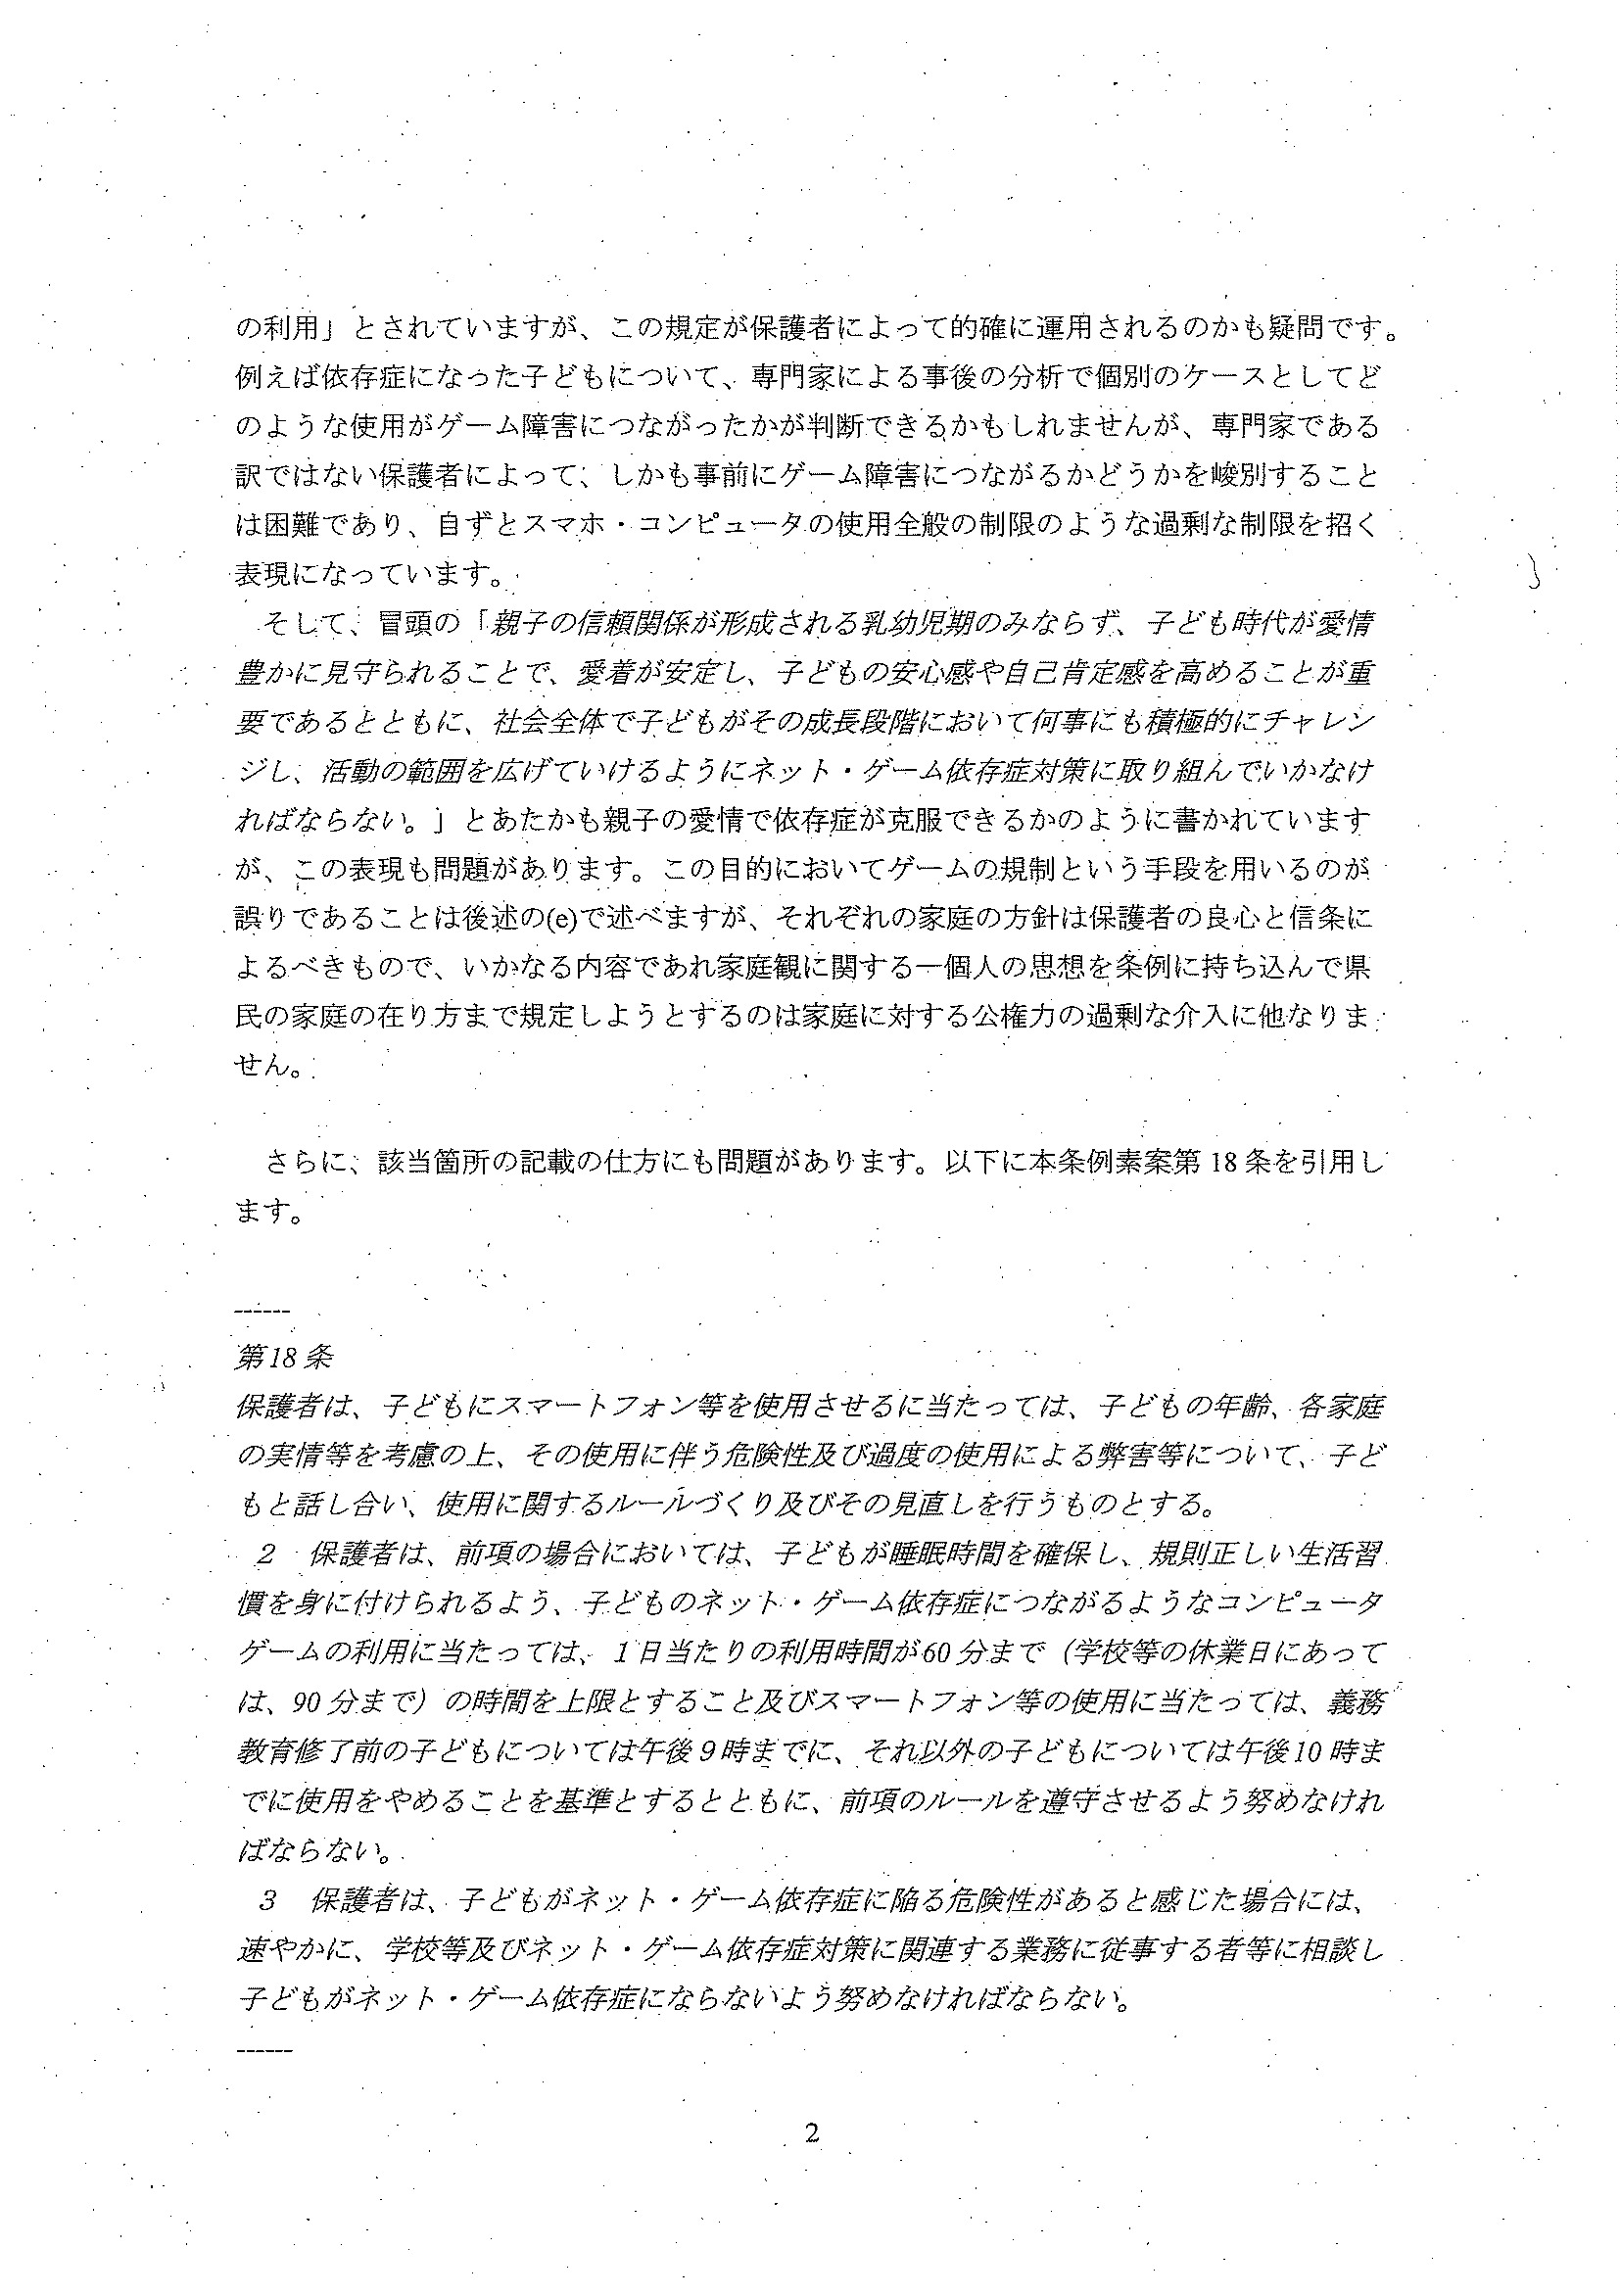 の利用」とされていますが、この規定が保護者によって的確に運用されるのかも疑問です。
例えば依存症になった子どもについて、専門家による事後の分析で個別のケースとしてど
のような使用がゲーム障害につながったかが判断できるかもしれませんが、専門家である
訳ではない保護者によって、しかも事前にゲーム障害につながるかどうかを峻別すること
は困難であり、自ずとスマホ・コンピュータの使用全般の制限のような過剰な制限を招く
表現になっています。
そして、冒頭の「親子の信頼関係が形成される乳幼児期のみならず、子ども時代が愛情
豊かに見守られることで、愛着が安定し、子どもの安心感や自己肯定感を高めることが重
要であるとともに、社会全体で子どもがその成長段階において何事にも積極的にチャレン
ジし、活動の範囲を広げていけるようにネット・ゲーム依存症対策に取り組んでいかなけ
ればならない。」とあたかも親子の愛情で依存症が克服できるかのように書かれています
が、この表現も問題があります。この目的においてゲームの規制という手段を用いるのが
誤りであることは後述の(e)で述べますが、それぞれの家庭の方針は保護者の良心と信条に
よるべきもので、いかなる内容であれ家庭観に関する一個人の思想を条例に持ち込んで県
民の家庭の在り方まで規定しようとするのは家庭に対する公権力の過剰な介入に他なりま
せん。
さらに、該当箇所の記載の仕方にも問題があります。以下に本条例素案第 18 条を引用し
ます。
------
第18 条
保護者は、子どもにスマートフォン等を使用させるに当たっては、子どもの年齢、各家庭
の実情等を考慮の上、その使用に伴う危険性及び過度の使用による弊害等について、子ど
もと話し合い、使用に関するルールづくり及びその見直しを行うものとする。
2　保護者は、前項の場合においては、子どもが睡眠時間を確保し、規則正しい生活習
慣を身に付けられるよう、子どものネット・ゲーム依存症につながるようなコンピュータ
ゲームの利用に当たっては、1日当たりの利用時間が60 分まで（学校等の休業日にあって
は、90 分まで）の時間を上限とすること及びスマートフォン等の使用に当たっては、義務
教育修了前の子どもについては午後9時までに、それ以外の子どもについては午後10 時ま
でに使用をやめることを基準とするとともに、前項のルールを遵守させるよう努めなけれ
ばならない。
3　保護者は、子どもがネット・ゲーム依存症に陥る危険性があると感じた場合には、
速やかに、学校等及びネット・ゲーム依存症対策に関連する業務に従事する者等に相談し
子どもがネット・ゲーム依存症にならないよう努めなければならない。
------
2